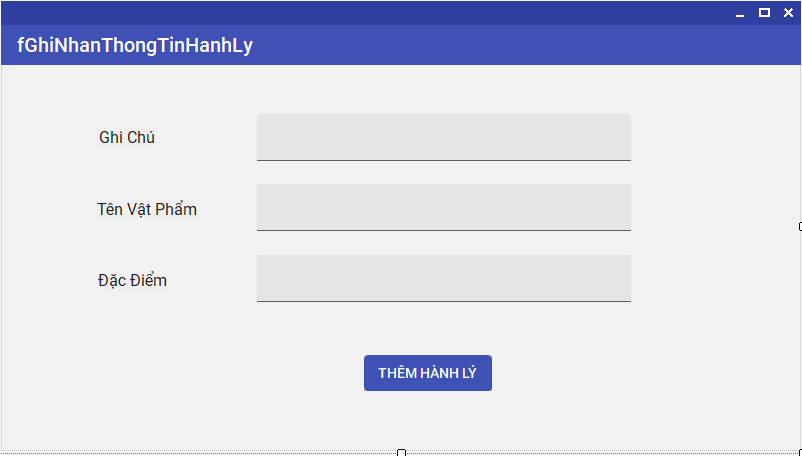 fGhiNhanThongTinHanhLy
Ghi Chú
Tên Vật Phẩm
Đặc Điểm
THÊM HÀNH LÝ